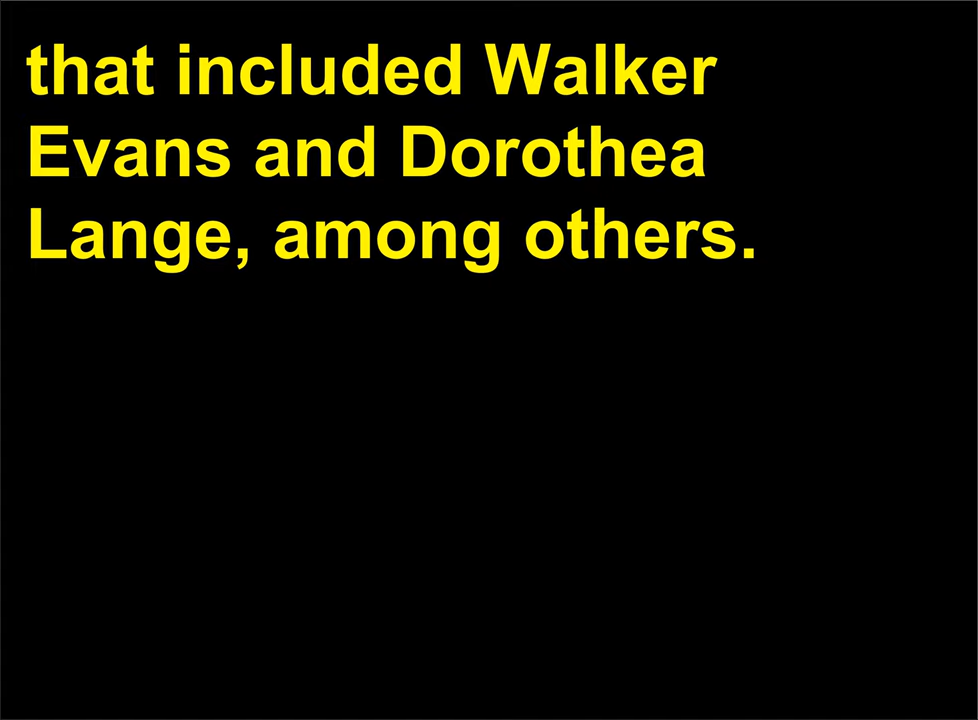 that included Walker
Evans and Dorothea
Lange, among others.